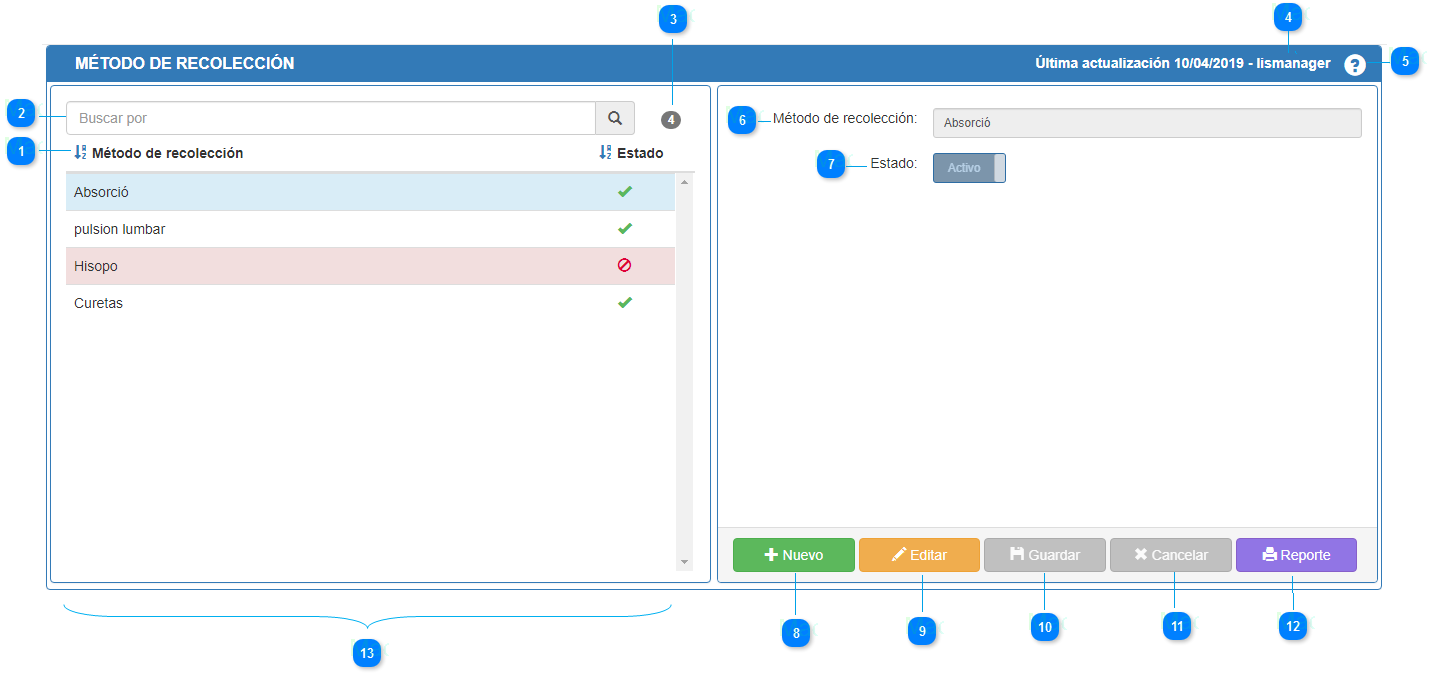 3
4
MÉTODO DE RECOLECCIÓN
Última actualización 10/04/2019 - lismanager
?
5
2
Buscar por
4
6
Método de recolección:
Absorció
1
Método de recolección
Estado
7
Estado:
Activo
Absorció
pulsion lumbar
Hisopo
Curetas
Nuevo
Editar
Guardar
Cancelar
Reporte
8
9
10
11
12
13